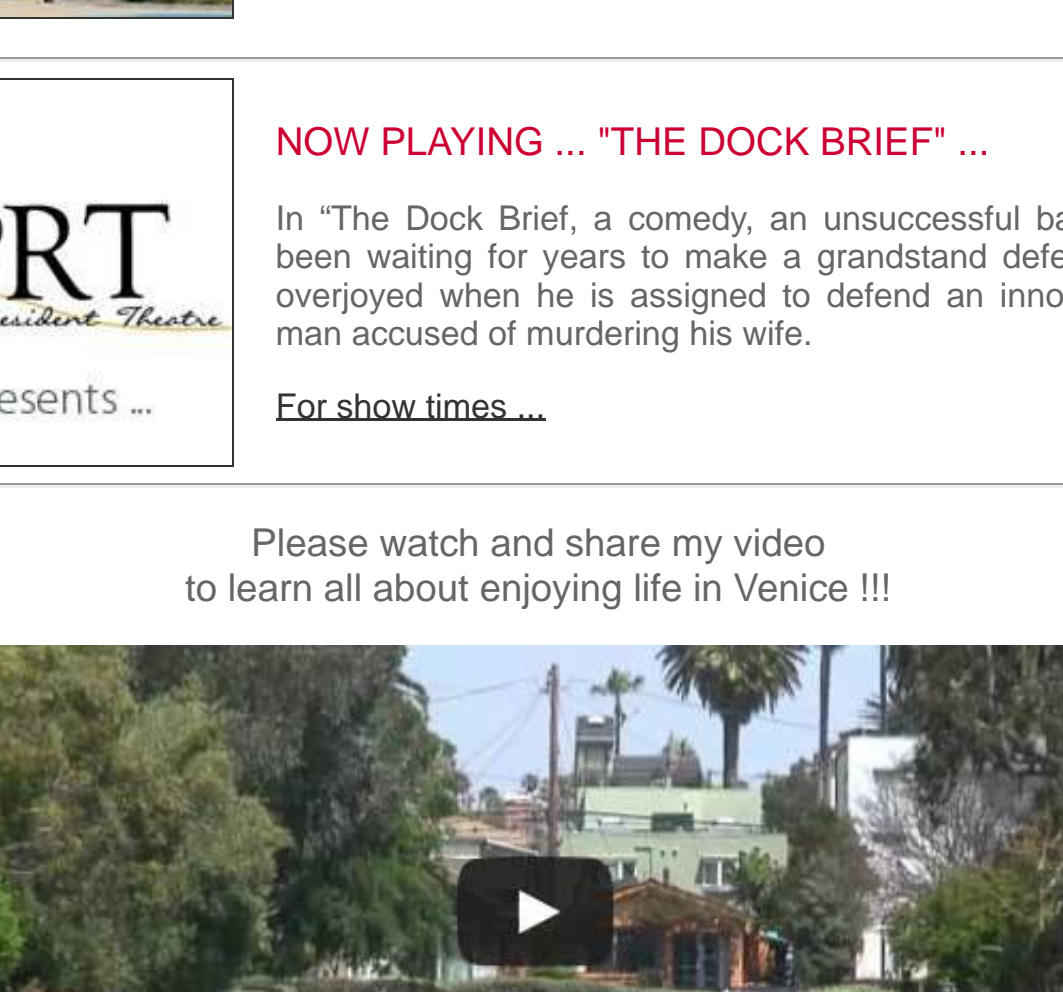 NOW PLAYING ... "THE DOCK BRIEF" ...
PRT
esident Theatre
esents ...
In “The Dock Brief, a comedy, an unsuccessful ba
been waiting for years to make a grandstand defe
overjoyed when he is assigned to defend an inno
man accused of murdering his wife.
For show times ...
Please watch and share my video
to learn all about enjoying life in Venice !!!